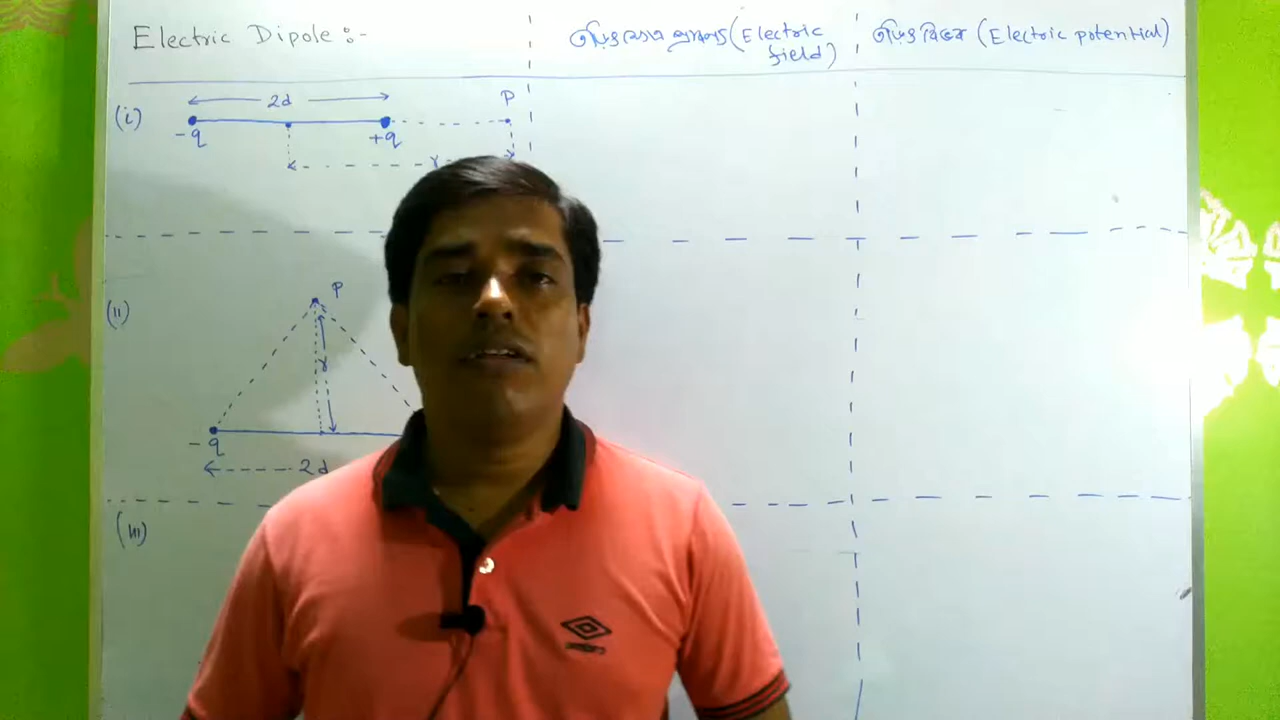 Electric Dipole :-
তড়িৎক্ষেত্র প্রাবল্য (Electric field)
তড়িৎ বিভব (Electric potential)
(i)
2d
P
-q
+q
r
(ii)
P
r
-q
2d
(iii)